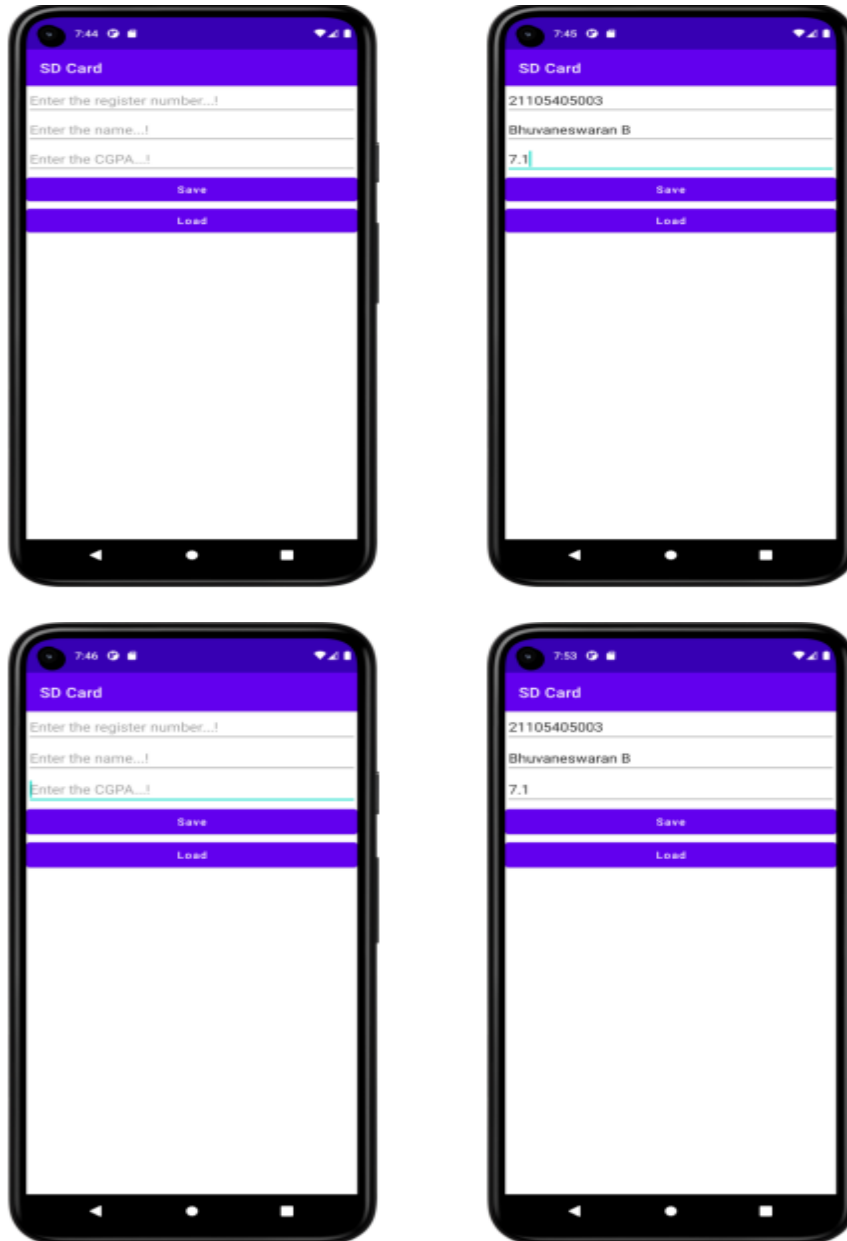 7:44
SD Card
Enter the register number...!
Enter the name...!
Enter the CGPA...!
Save
Load
7:45
SD Card
21105405003
Bhuvaneswaran B
7.1
Save
Load
7:46
SD Card
Enter the register number...!
Enter the name...!
Enter the CGPA...!
Save
Load
7:53
SD Card
21105405003
Bhuvaneswaran B
7.1
Save
Load